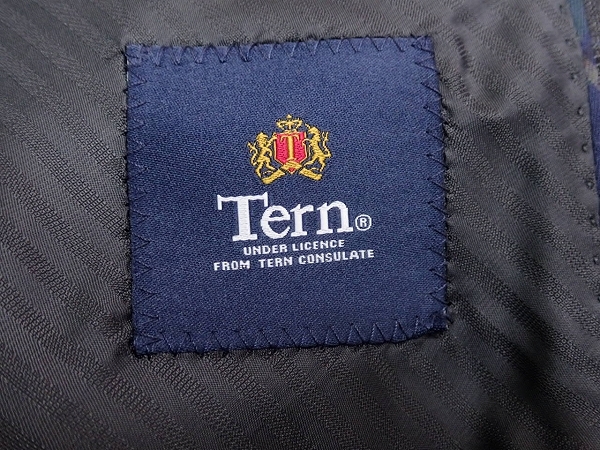 T
Tern®
UNDER LICENCE
FROM TERN CONSULATE